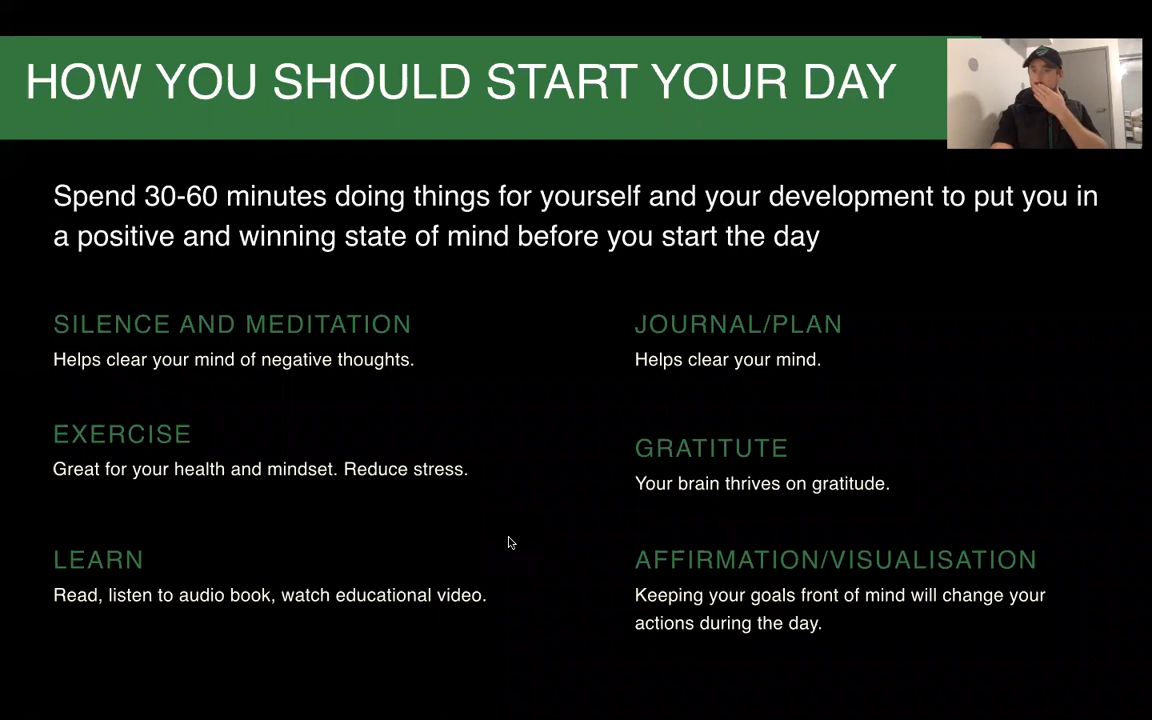 HOW YOU SHOULD START YOUR DAY
Spend 30-60 minutes doing things for yourself and your development to put you in
a positive and winning state of mind before you start the day
SILENCE AND MEDITATION
Helps clear your mind of negative thoughts.
JOURNAL/PLAN
Helps clear your mind.
EXERCISE
Great for your health and mindset. Reduce stress.
GRATITUTE
Your brain thrives on gratitude.
LEARN
Read, listen to audio book, watch educational video.
AFFIRMATION/VISUALISATION
Keeping your goals front of mind will change your
actions during the day.